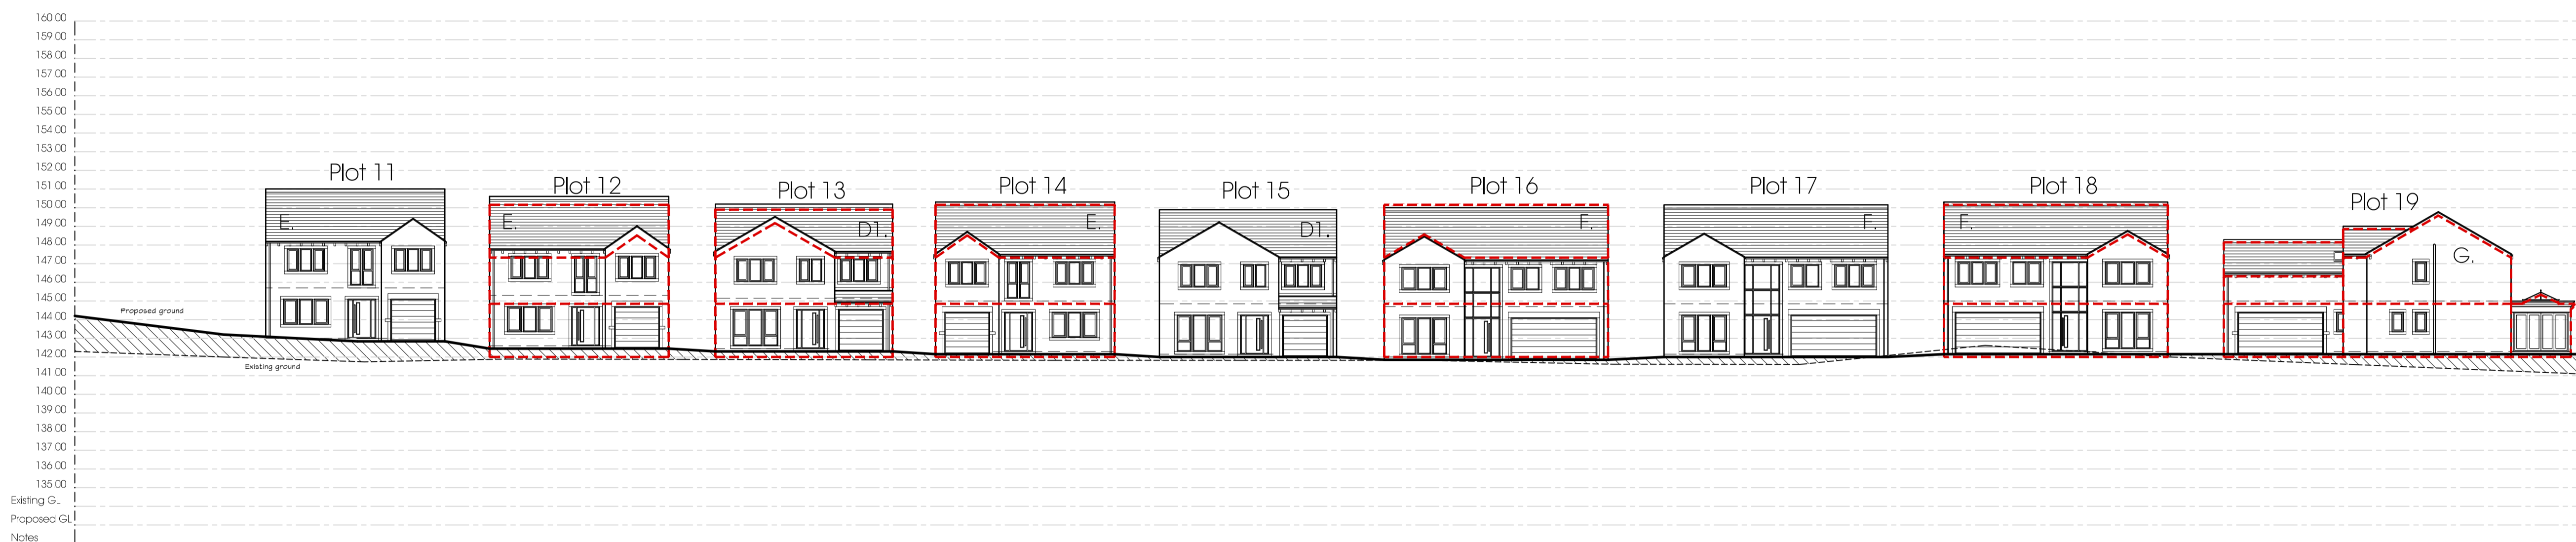 160.00
159.00
158.00
157.00
156.00
155.00
154.00
153.00
152.00
151.00
150.00
149.00
148.00
147.00
146.00
145.00
144.00
143.00
142.00
141.00
140.00
139.00
138.00
137.00
136.00
135.00
Existing GL
Proposed GL
Notes
Proposed ground
Existing ground
Plot 11
E.
Plot 12
E.
Plot 13
D1.
Plot 14
E.
Plot 15
D1.
Plot 16
F.
Plot 17
F.
Plot 18
F.
Plot 19
G.